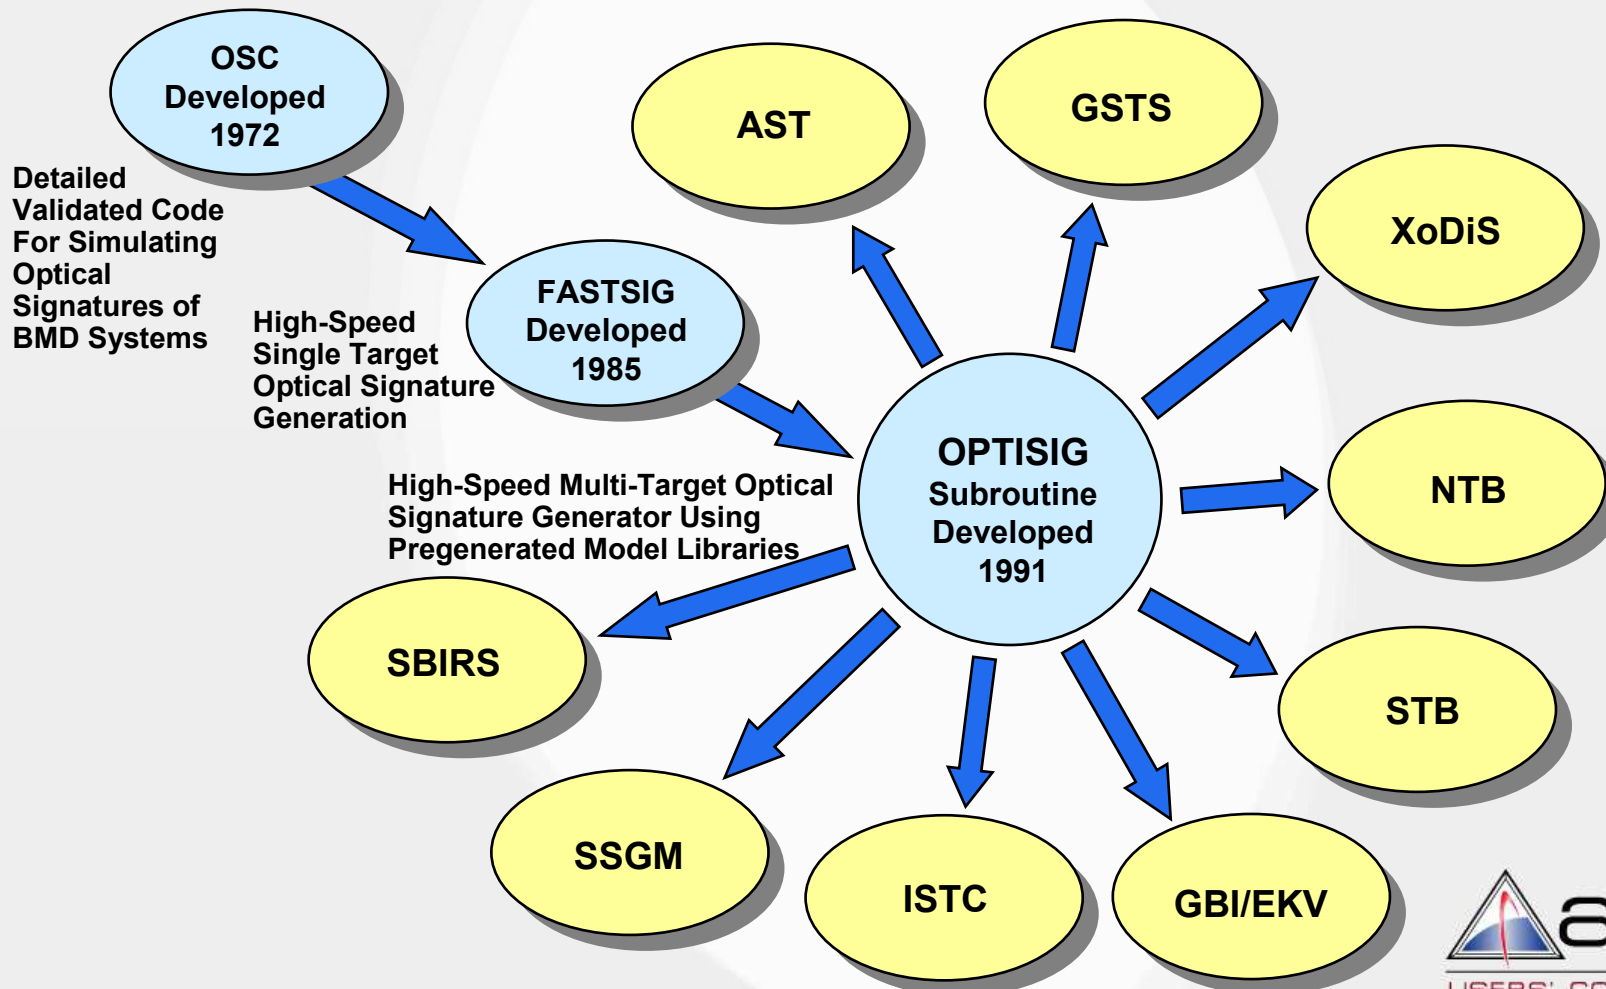 OSC
Developed
1972
Detailed
Validated Code
For Simulating
Optical
Signatures of
BMD Systems
FASTSIG
Developed
1985
High-Speed
Single Target
Optical Signature
Generation
OPTISIG
Subroutine
Developed
1991
High-Speed Multi-Target Optical
Signature Generator Using
Pregenerated Model Libraries
AST
GSTS
XoDiS
NTB
STB
GBI/EKV
ISTC
SSGM
SBIRS
USERS'